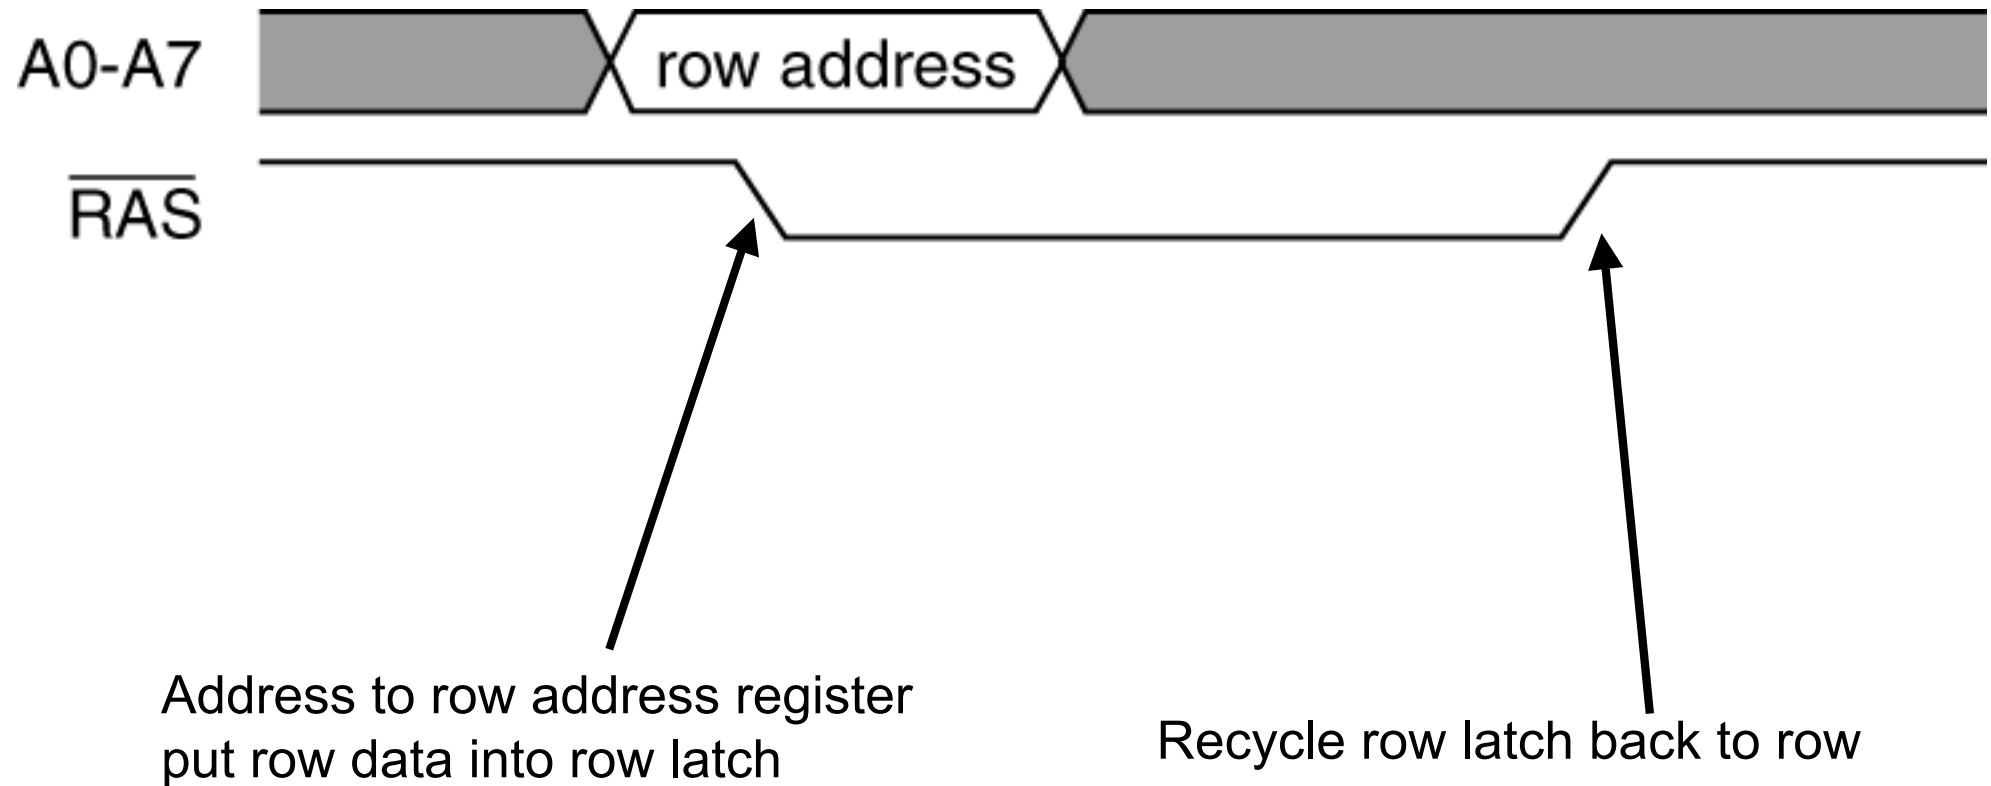 A0-A7
row address
RAS
Address to row address register
put row data into row latch
Recycle row latch back to row